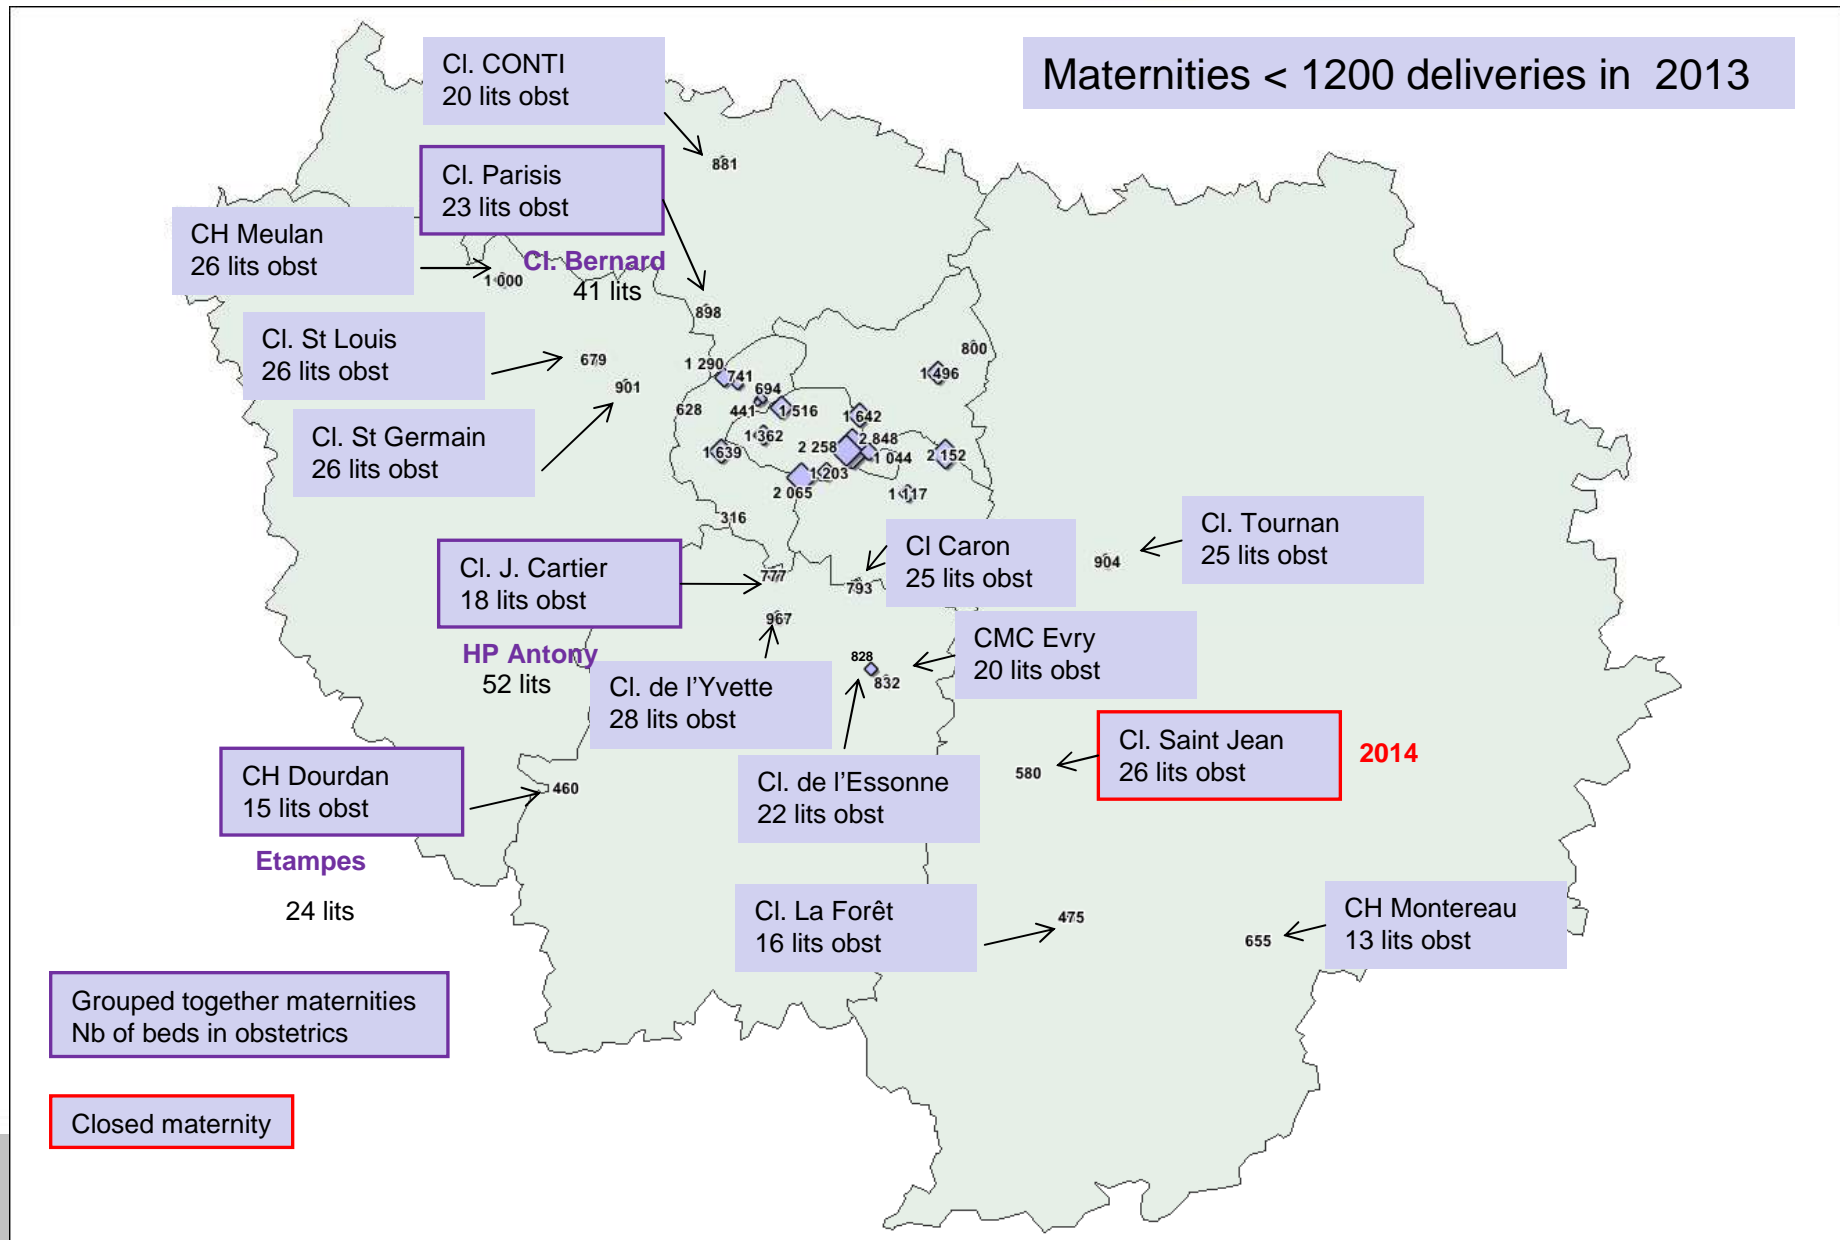 Maternities < 1200 deliveries in 2013
Cl. CONTI
20 lits obst
881
Cl. Parisis
23 lits obst
CH Meulan
26 lits obst
1 000
Cl. Bernard
41 lits
898
Cl. St Louis
26 lits obst
679
901
Cl. St Germain
26 lits obst
800
1 290
741
1 496
694
628
441
1 516
1 642
1 362
2 258
2 848
1 639
1 044
2 152
1 203
2 065
1 117
316
Cl. J. Cartier
18 lits obst
777
Cl Caron
25 lits obst
793
Cl. Tournan
25 lits obst
904
967
HP Antony
52 lits
Cl. de l'Yvette
28 lits obst
828
832
CMC Evry
20 lits obst
Cl. Saint Jean
26 lits obst
2014
580
CH Dourdan
15 lits obst
460
Cl. de l'Essonne
22 lits obst
Etampes
24 lits
Cl. La Forêt
16 lits obst
475
655
CH Montereau
13 lits obst
Grouped together maternities
Nb of beds in obstetrics
Closed maternity